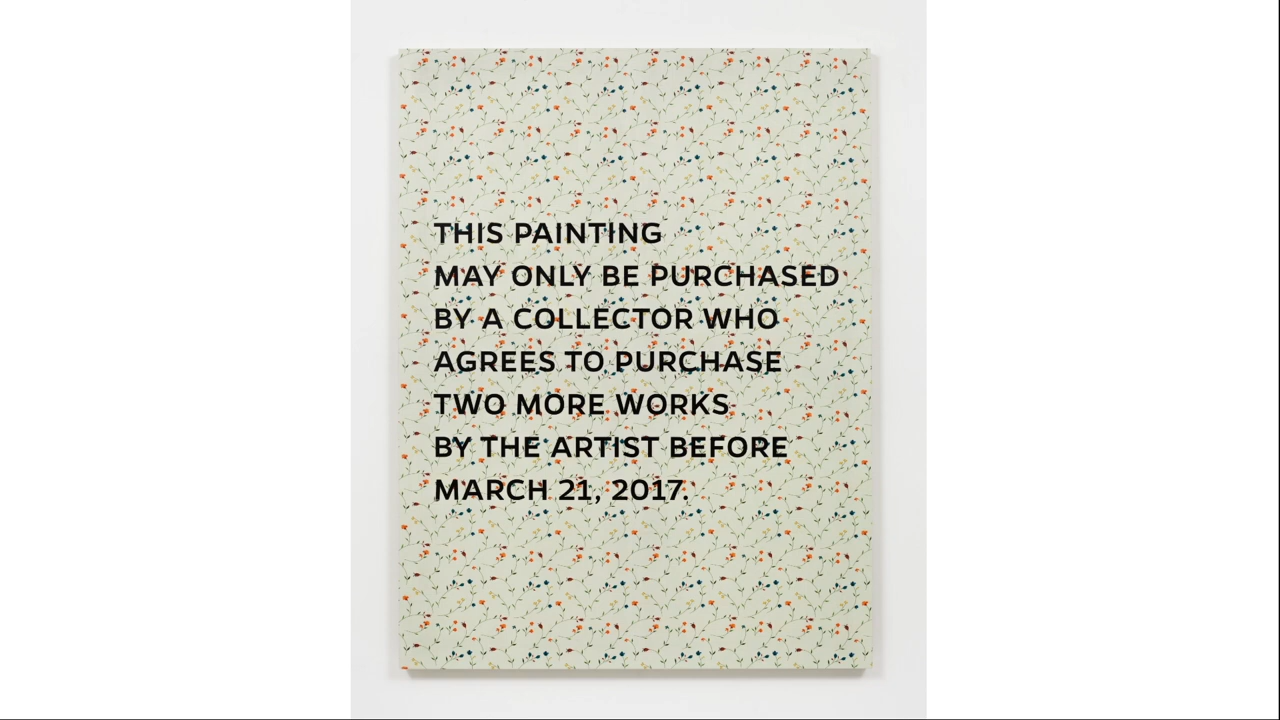 THIS PAINTING
MAY ONLY BE PURCHASED
BY A COLLECTOR WHO
AGREES TO PURCHASE
TWO MORE WORKS
BY THE ARTIST BEFORE
MARCH 21, 2017.